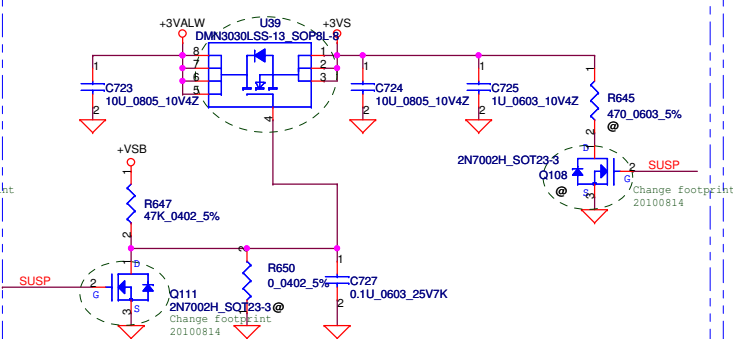 U39
+3VALW
+3VS
DMN3030LSS-13_SOP8L-8
8
7
6
5
1
2
3
4
1
C723
10U_0805_10V4Z
2
1
C724
10U_0805_10V4Z
2
1
C725
1U_0603_10V4Z
2
1
R645
470_0603_5%
2
@
2N7002H_SOT23-3
Q108
@
1
D
2
G
S
3
SUSP
Change footprint
20100814
nt
+VSB
1
R647
47K_0402_5%
2
SUSP
1
D
2
G
S
3
Q111
2N7002H_SOT23-3
Change footprint
20100814
2
R650
0_0402_5%
1
@
1
C727
0.1U_0603_25V7K
2